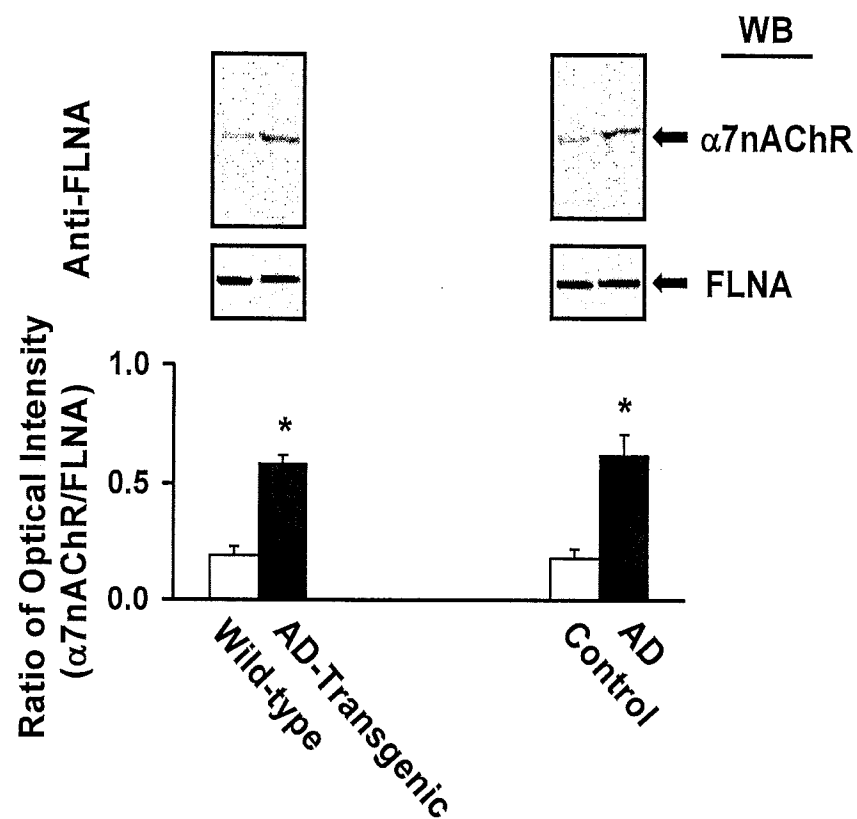 WB
Anti-FLNA
α7nAChR
FLNA
Ratio of Optical Intensity
(α7nAChR/FLNA)
1.0
0.5
0.0
*
*
Wild-type
AD-Transgenic
Control
AD